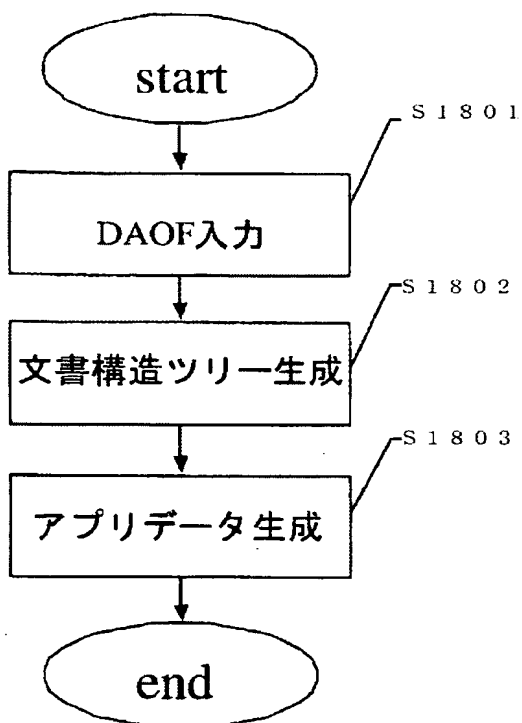 start
S1801
DAOF入力
S1802
文書構造ツリー生成
S1803
アプリデータ生成
end